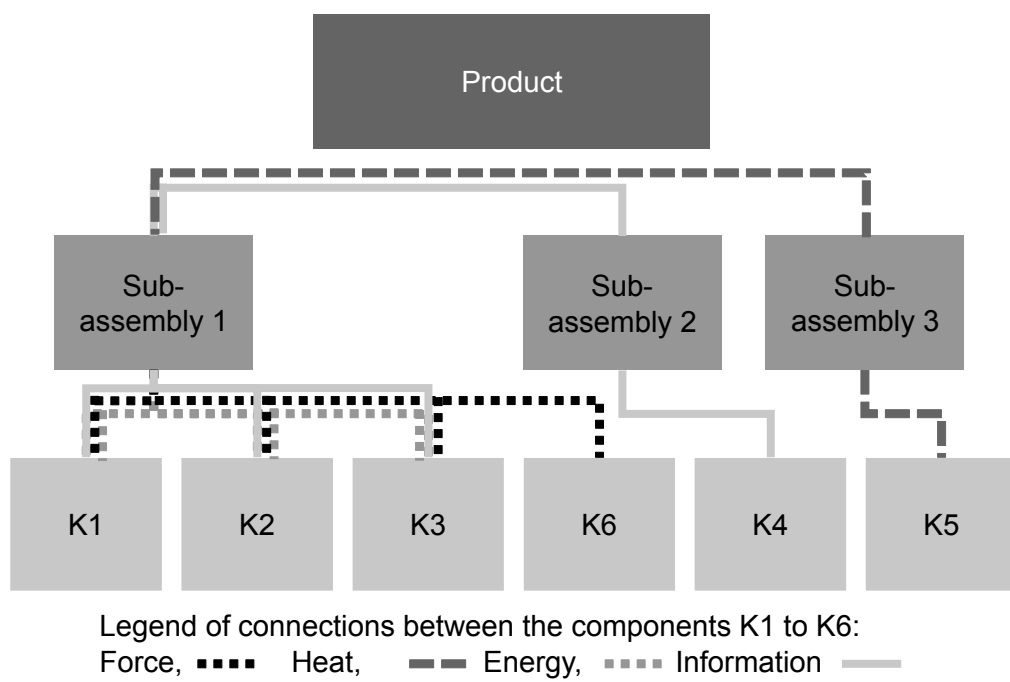 Product
Sub-
assembly 1
Sub-
assembly 2
Sub-
assembly 3
K1
K2
K3
K6
K4
K5
Legend of connections between the components K1 to K6:
Force, Heat, Energy, Information